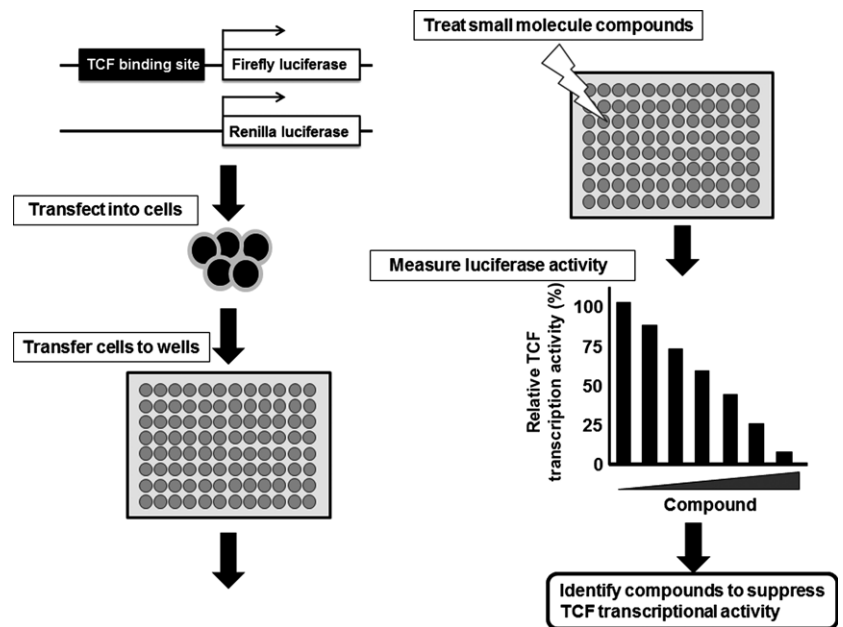 TCF binding site
Firefly luciferase
Renilla luciferase
Transfect into cells
Transfer cells to wells
Treat small molecule compounds
Measure luciferase activity
Relative TCF
transcription activity (%)
100
75
50
25
0
Compound
Identify compounds to suppress
TCF transcriptional activity